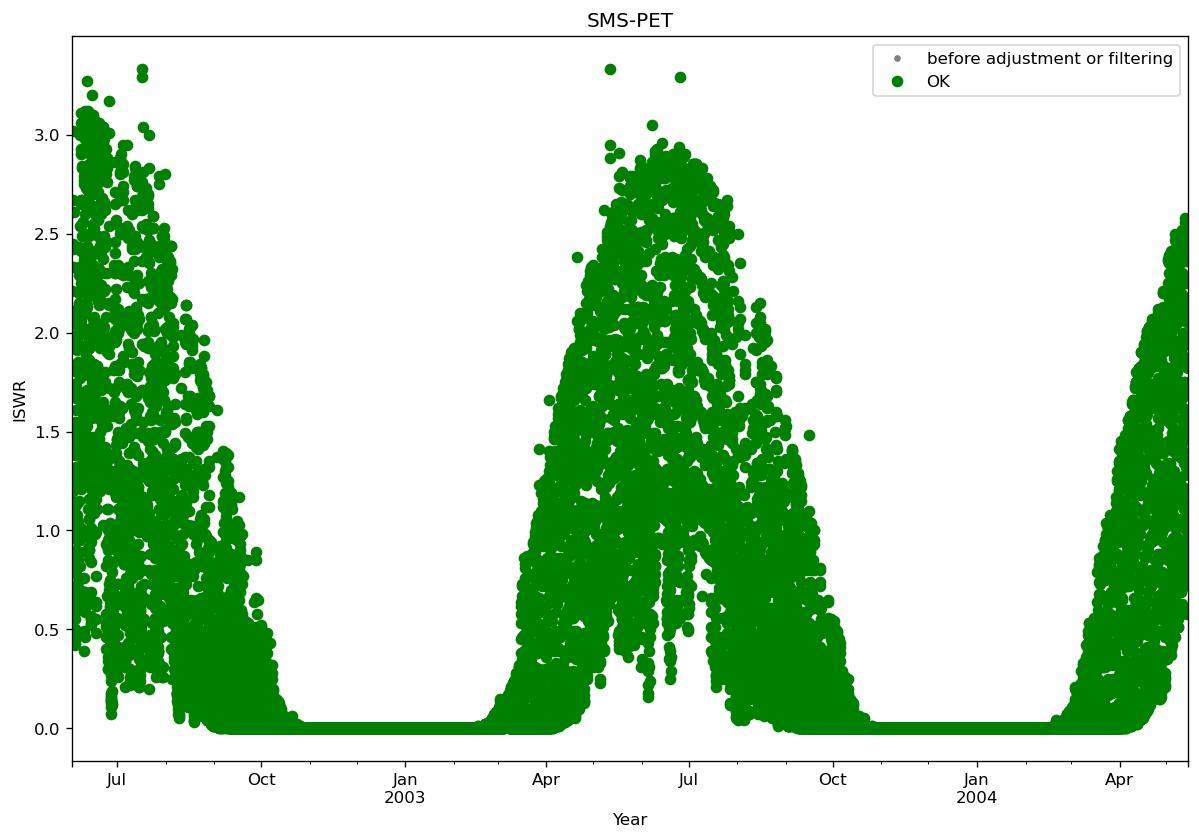 SMS-PET
before adjustment or filtering
OK
ISWR
3.0
2.5
2.0
1.5
1.0
0.5
0.0
Jul
Oct
Jan
2003
Apr
Jul
Oct
Jan
2004
Apr
Year